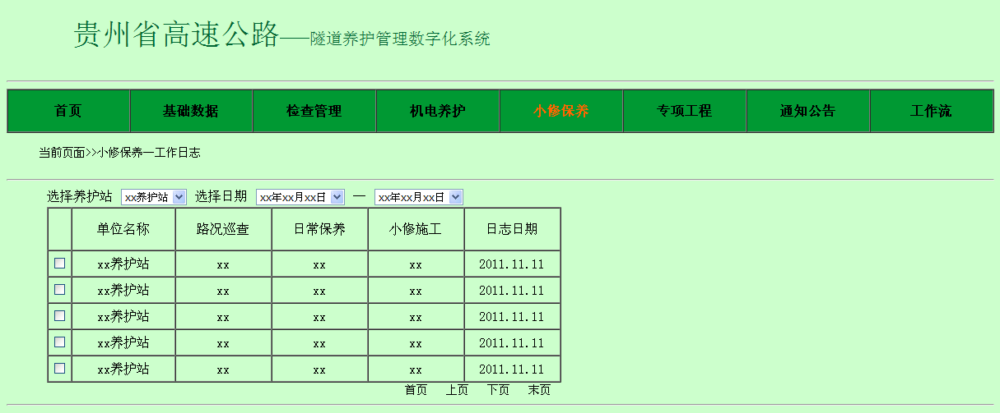 贵州省高速公路——隧道养护管理数字化系统
首页 基础数据 检查管理 机电养护 小修保养 专项工程 通知公告 工作流
当前页面>>小修保养—工作日志
选择养护站 xx养护站 选择日期 xx年xx月xx日 — xx年xx月xx日
单位名称 路况巡查 日常保养 小修施工 日志日期
xx养护站 xx xx xx 2011.11.11
xx养护站 xx xx xx 2011.11.11
xx养护站 xx xx xx 2011.11.11
xx养护站 xx xx xx 2011.11.11
xx养护站 xx xx xx 2011.11.11
首页 上页 下页 末页